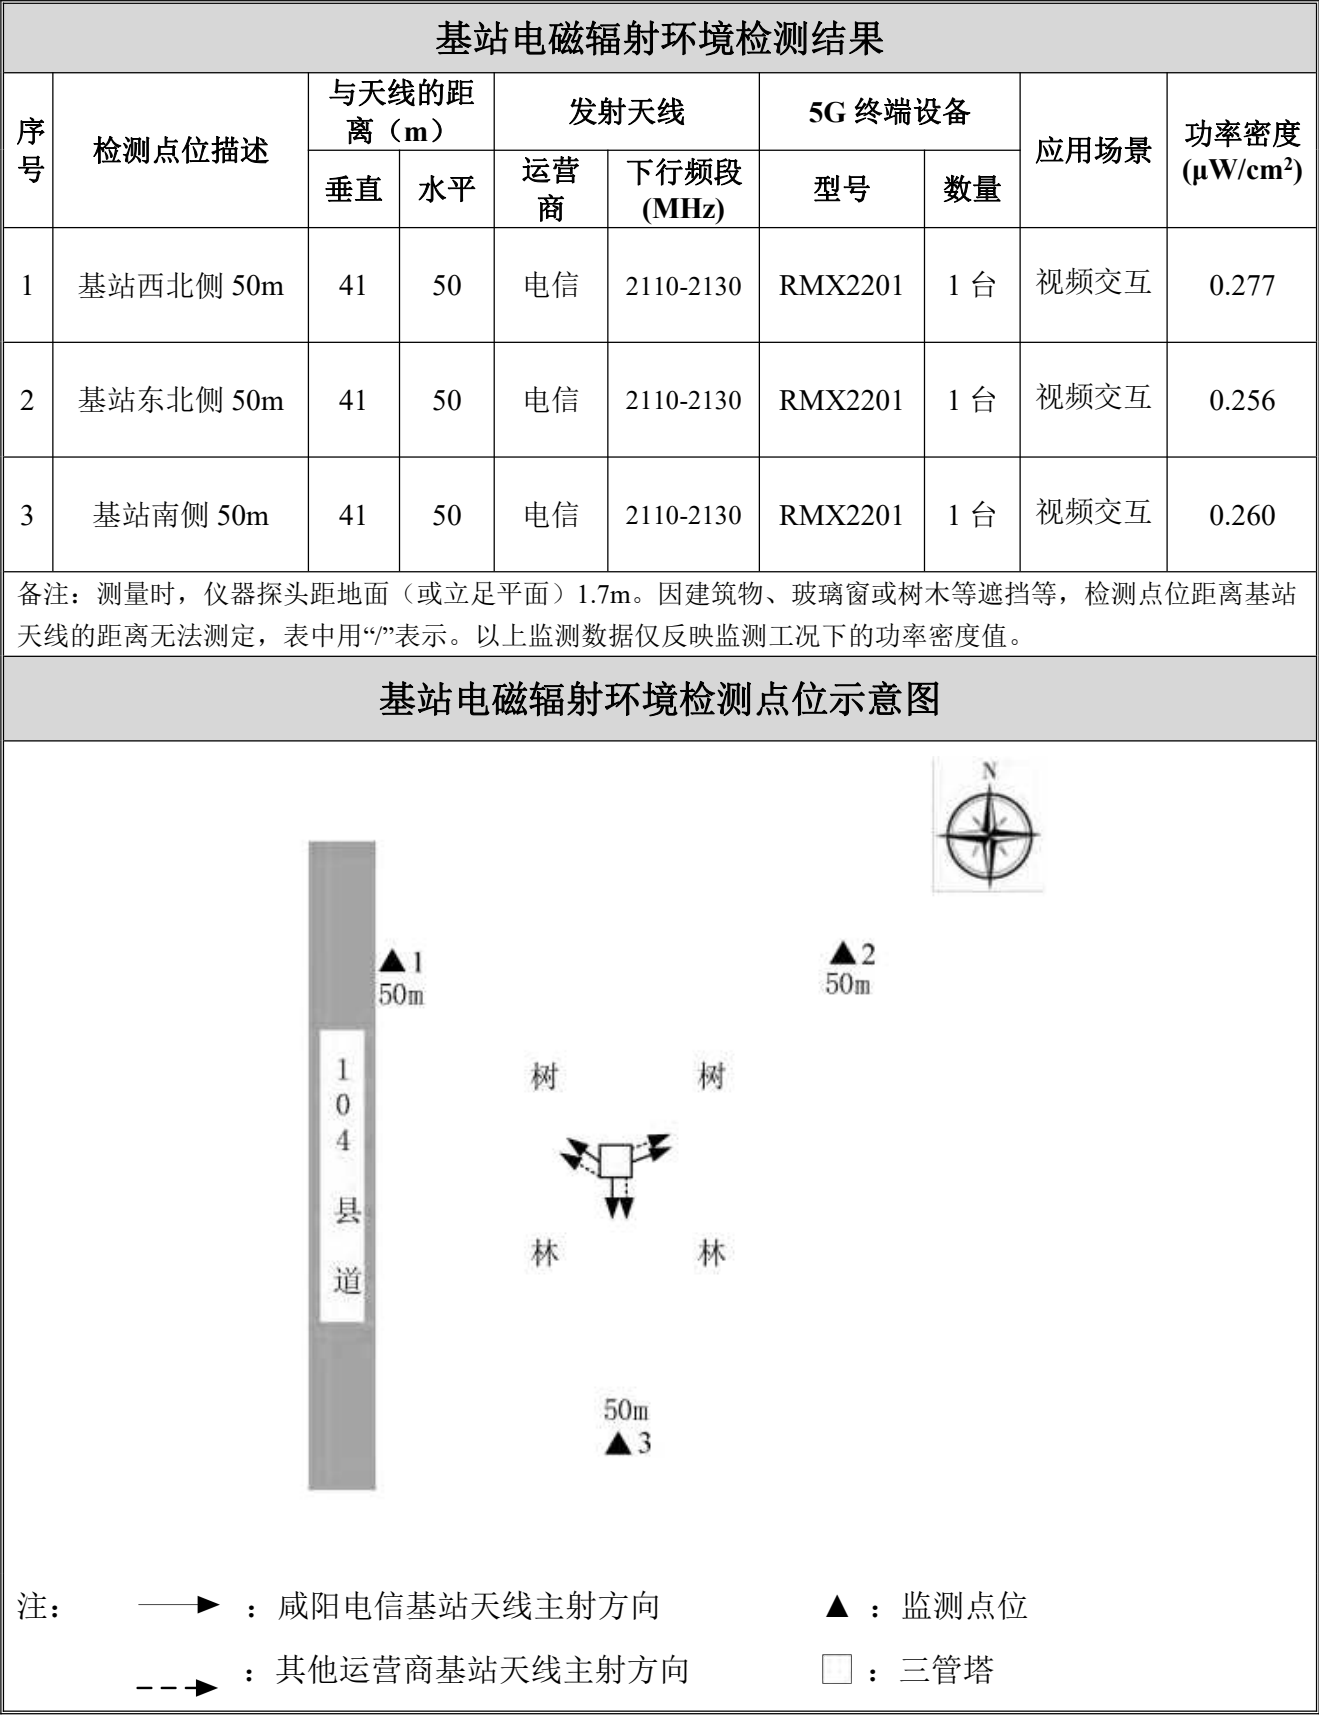 基站电磁辐射环境检测结果
序号 检测点位描述 与天线的距离（m） 发射天线 5G 终端设备 应用场景 功率密度(μW/cm²)
垂直 水平 运营商 下行频段(MHz) 型号 数量
1 基站西北侧 50m 41 50 电信 2110-2130 RMX2201 1 台 视频交互 0.277
2 基站东北侧 50m 41 50 电信 2110-2130 RMX2201 1 台 视频交互 0.256
3 基站南侧 50m 41 50 电信 2110-2130 RMX2201 1 台 视频交互 0.260
备注：测量时，仪器探头距地面（或立足平面）1.7m。因建筑物、玻璃窗或树木等遮挡等，检测点位距离基站
天线的距离无法测定，表中用“/”表示。以上监测数据仅反映监测工况下的功率密度值。
基站电磁辐射环境检测点位示意图
N
▲1
50m
▲2
50m
104县道
树 树
林 林
50m
▲3
注： ：咸阳电信基站天线主射方向 ▲：监测点位
：其他运营商基站天线主射方向 □：三管塔